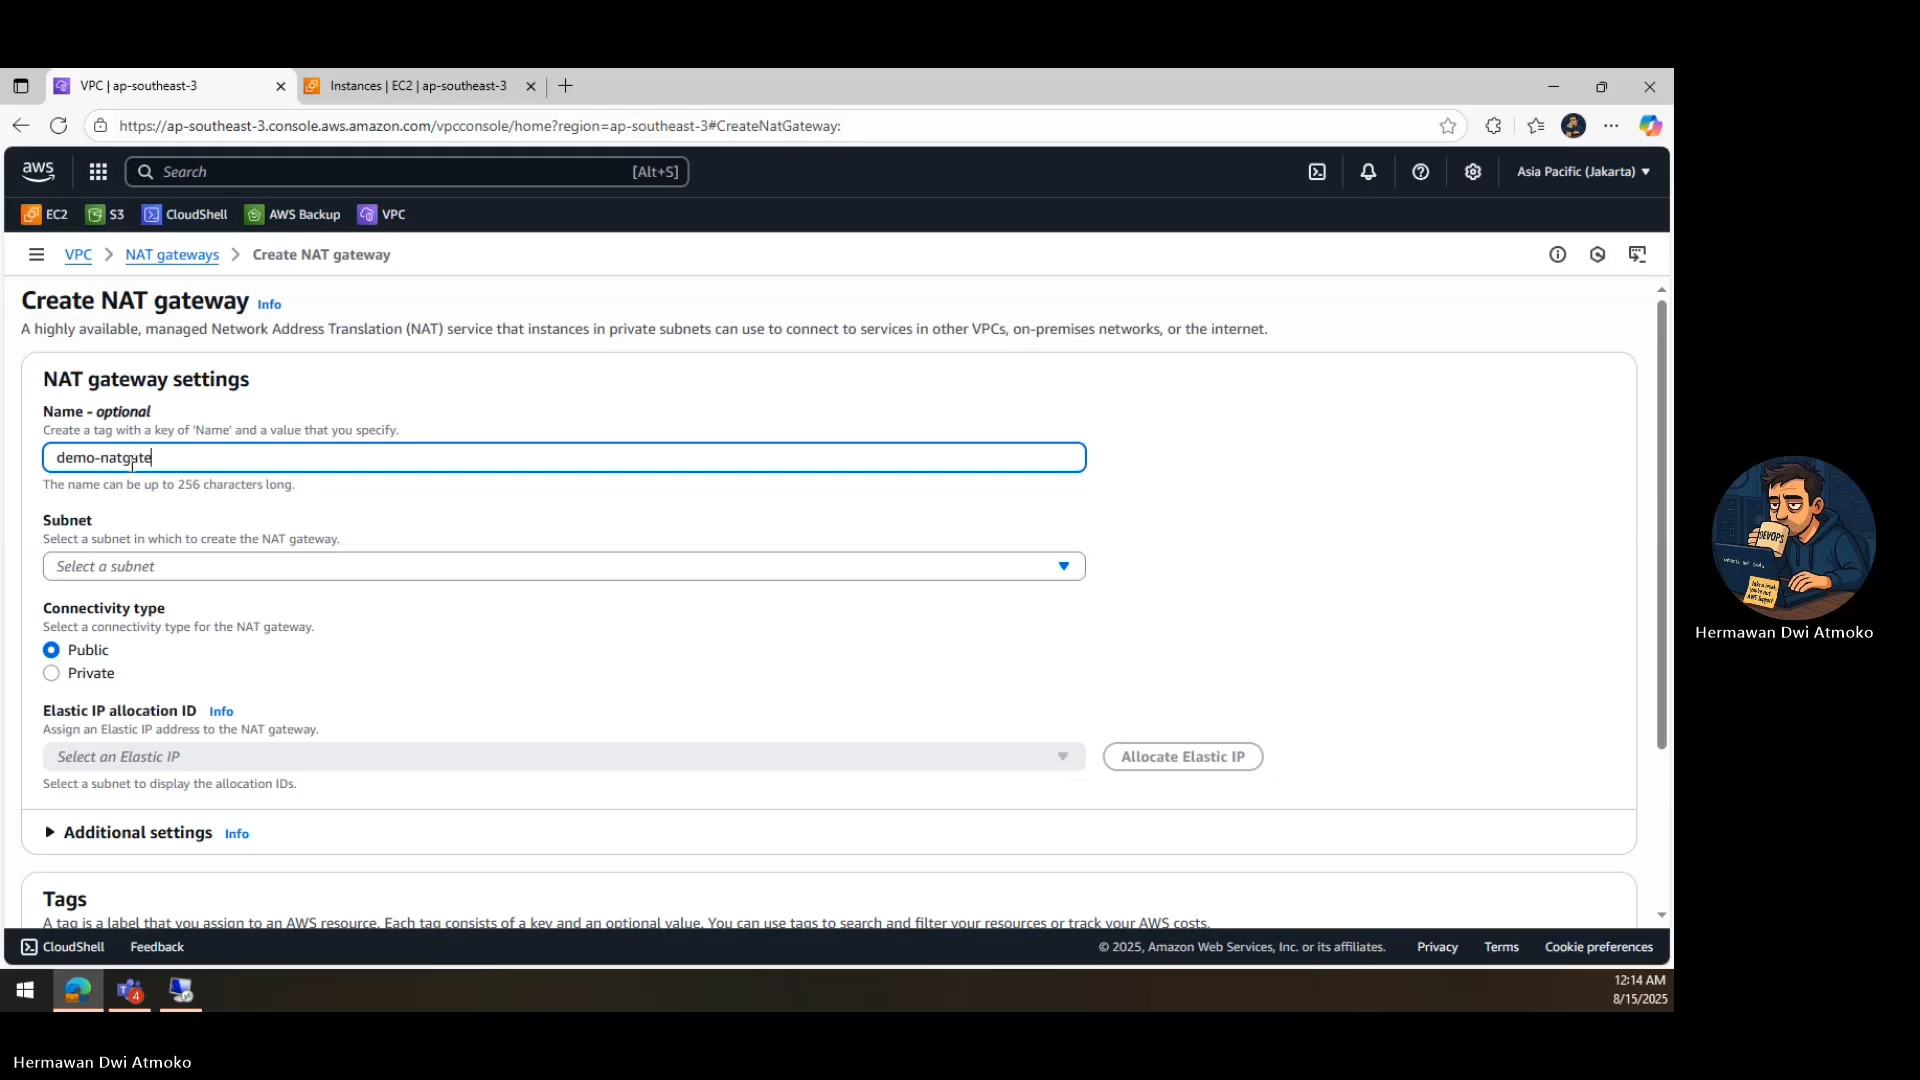 VPC | ap-southeast-3
Instances | EC2 | ap-southeast-3
https://ap-southeast-3.console.aws.amazon.com/vpcconsole/home?region=ap-southeast-3#CreateNatGateway:
aws
Search
[Alt+S]
Asia Pacific (Jakarta)
EC2
S3
CloudShell
AWS Backup
VPC
VPC
NAT gateways
Create NAT gateway
Create NAT gateway Info
A highly available, managed Network Address Translation (NAT) service that instances in private subnets can use to connect to services in other VPCs, on-premises networks, or the internet.
NAT gateway settings
Name - optional
Create a tag with a key of 'Name' and a value that you specify.
demo-natgate
The name can be up to 256 characters long.
Subnet
Select a subnet in which to create the NAT gateway.
Select a subnet
Connectivity type
Select a connectivity type for the NAT gateway.
Public
Private
Elastic IP allocation ID Info
Assign an Elastic IP address to the NAT gateway.
Select an Elastic IP
Allocate Elastic IP
Select a subnet to display the allocation IDs.
Additional settings Info
Tags
A tag is a label that you assign to an AWS resource. Each tag consists of a key and an optional value. You can use tags to search and filter your resources or track your AWS costs.
CloudShell
Feedback
© 2025, Amazon Web Services, Inc. or its affiliates.
Privacy
Terms
Cookie preferences
4
12:14 AM
8/15/2025
DEVOPS
Hermawan Dwi Atmoko
Hermawan Dwi Atmoko